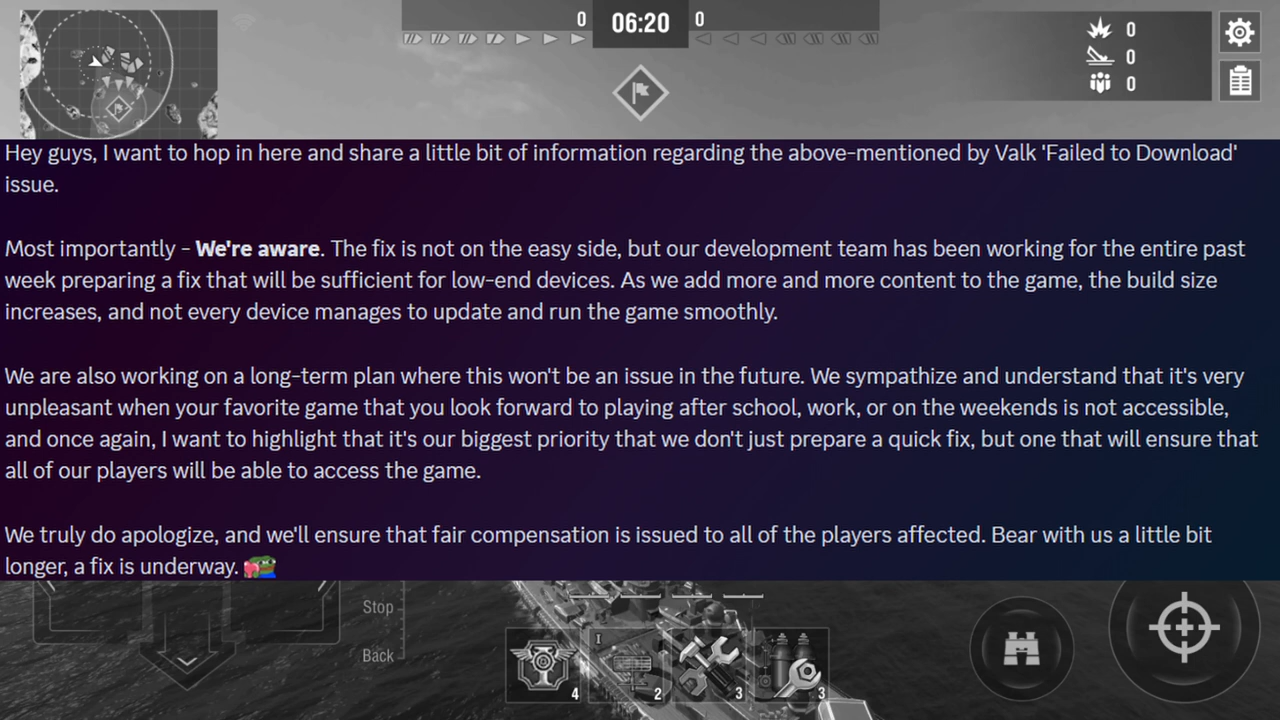 0 06:20 0
0
0
0
Hey guys, I want to hop in here and share a little bit of information regarding the above-mentioned by Valk 'Failed to Download'
issue.
Most importantly - We're aware. The fix is not on the easy side, but our development team has been working for the entire past
week preparing a fix that will be sufficient for low-end devices. As we add more and more content to the game, the build size
increases, and not every device manages to update and run the game smoothly.
We are also working on a long-term plan where this won't be an issue in the future. We sympathize and understand that it's very
unpleasant when your favorite game that you look forward to playing after school, work, or on the weekends is not accessible,
and once again, I want to highlight that it's our biggest priority that we don't just prepare a quick fix, but one that will ensure that
all of our players will be able to access the game.
We truly do apologize, and we'll ensure that fair compensation is issued to all of the players affected. Bear with us a little bit
longer, a fix is underway.
Stop
Back
I
4 2 3 3